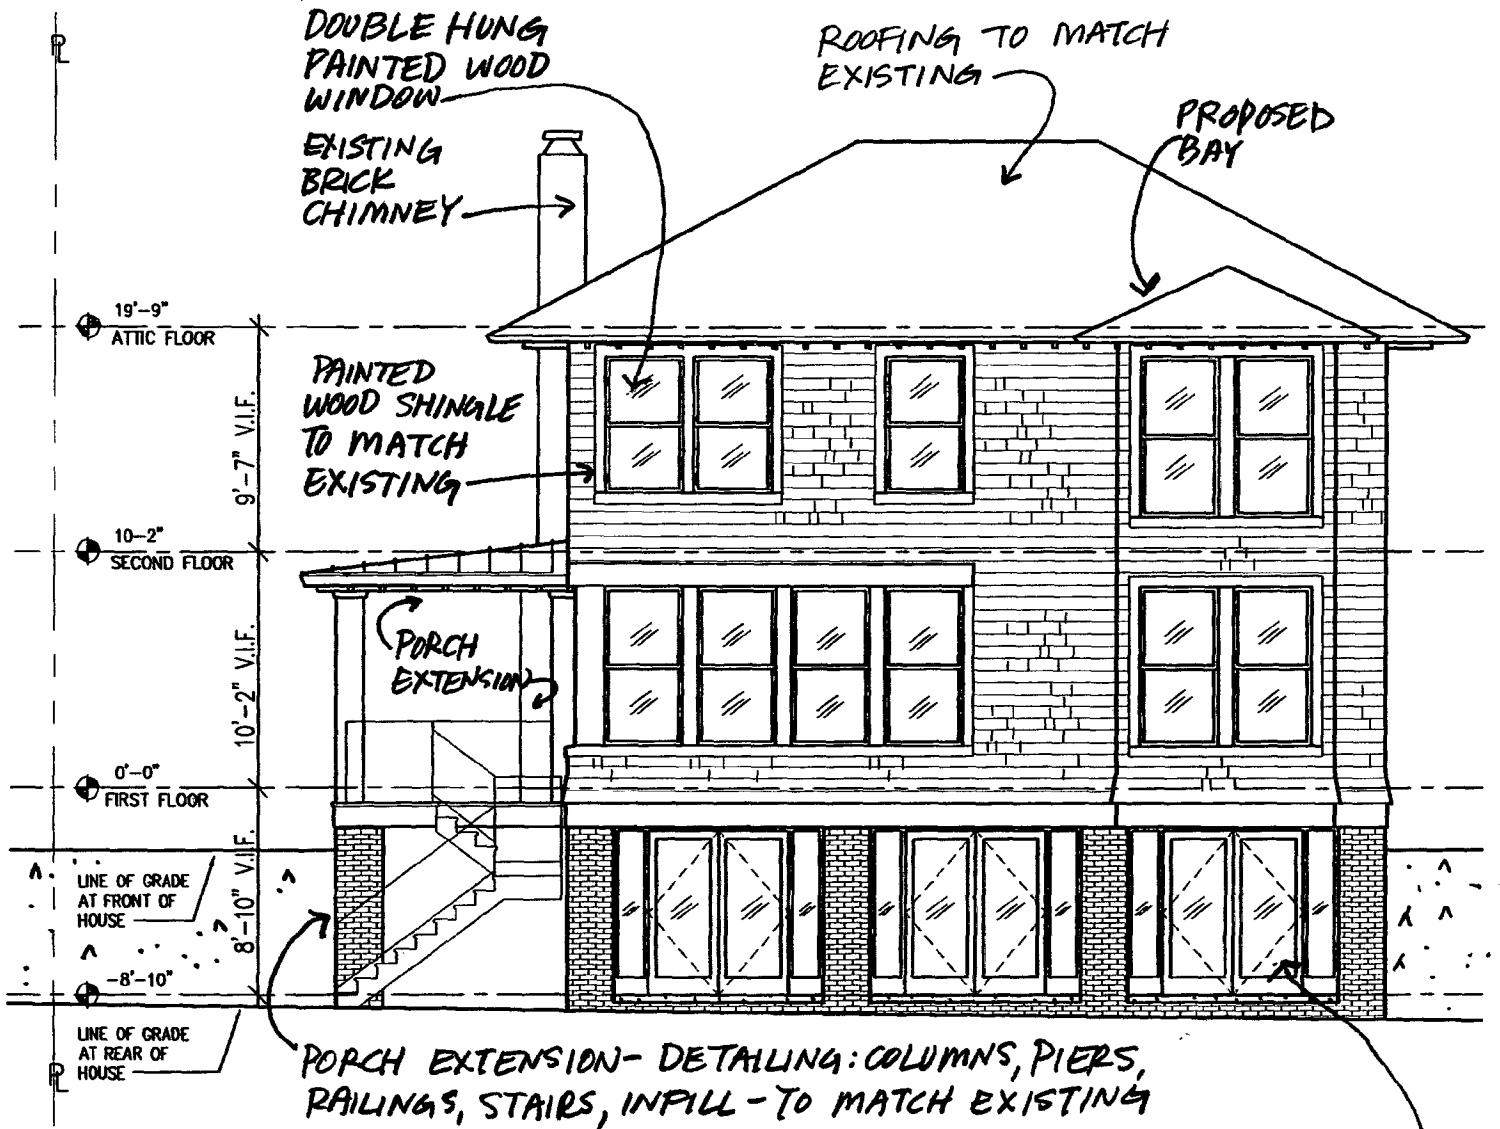 PL
DOUBLE HUNG
PAINTED WOOD
WINDOW
ROOFING TO MATCH
EXISTING
PROPOSED
BAY
EXISTING
BRICK
CHIMNEY
19'-9"
ATTIC FLOOR
PAINTED
WOOD SHINGLE
TO MATCH
EXISTING
9'-7" V.I.F.
10-2"
SECOND FLOOR
PORCH
EXTENSION
10'-2" V.I.F.
0'-0"
FIRST FLOOR
LINE OF GRADE
AT FRONT OF
HOUSE
8'-10" V.I.F.
-8'-10"
LINE OF GRADE
AT REAR OF
HOUSE
PL
PORCH EXTENSION- DETAILING: COLUMNS, PIERS,
RAILINGS, STAIRS, INFILL - TO MATCH EXISTING